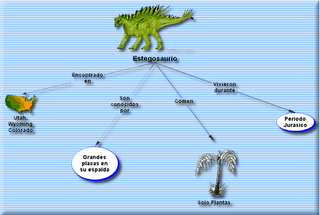 Estegosaurio
Encontrado
en
Son
conocidos
por
Comen
Vivieron
durante
Utah,
Wyoming,
Colorado
Grandes
placas en
su espalda
Solo Plantas
Periodo
Jurasico